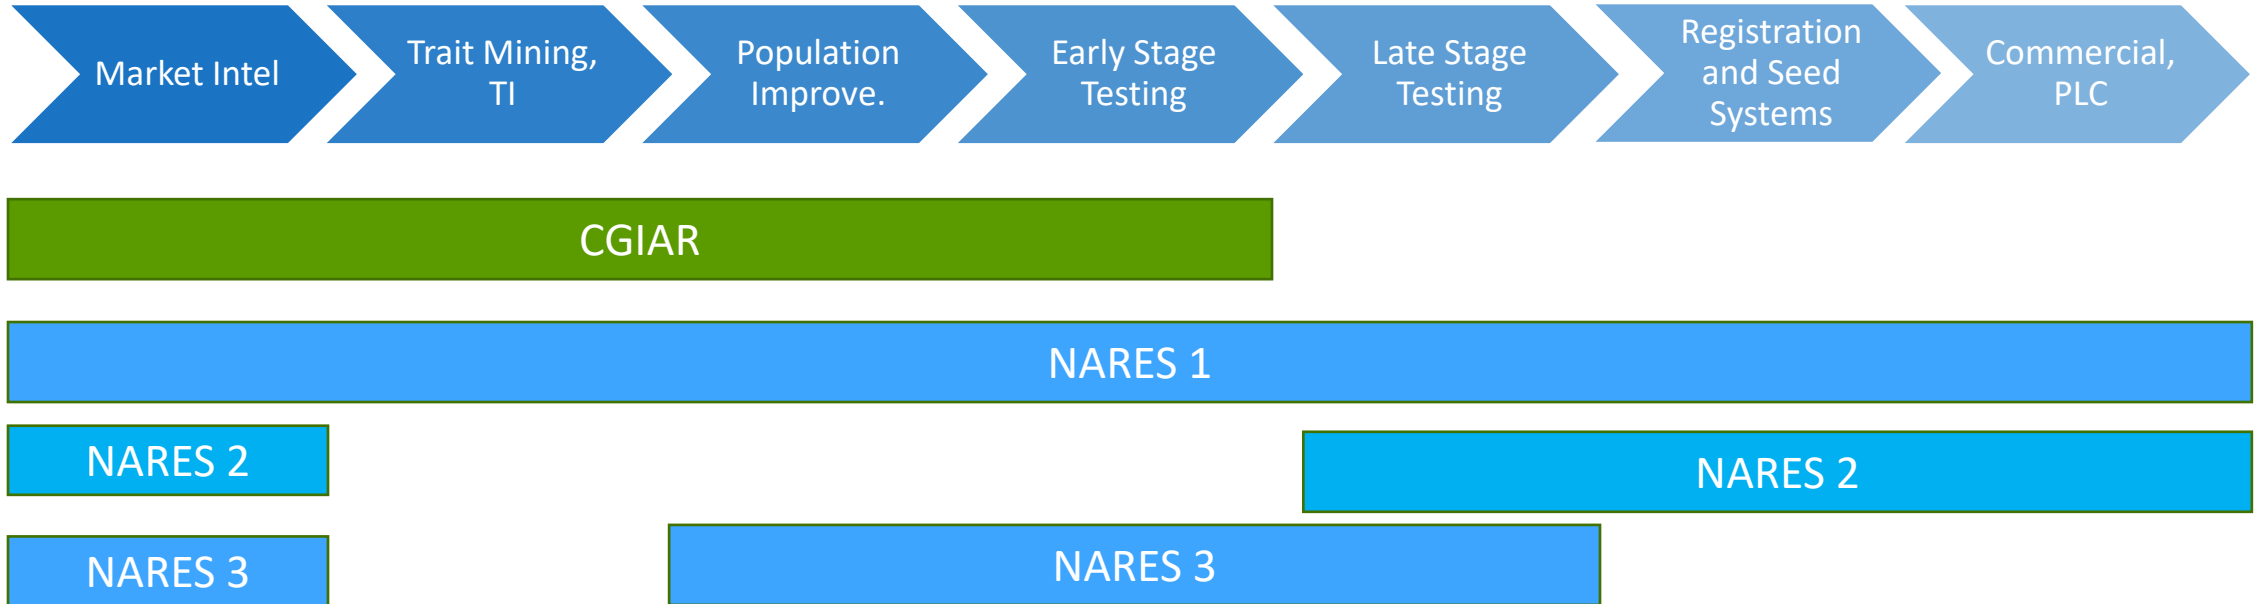 Market Intel
Trait Mining,
TI
Population
Improve.
Early Stage
Testing
Late Stage
Testing
Registration
and Seed
Systems
Commercial,
PLC
CGIAR
NARES 1
NARES 2
NARES 2
NARES 3
NARES 3